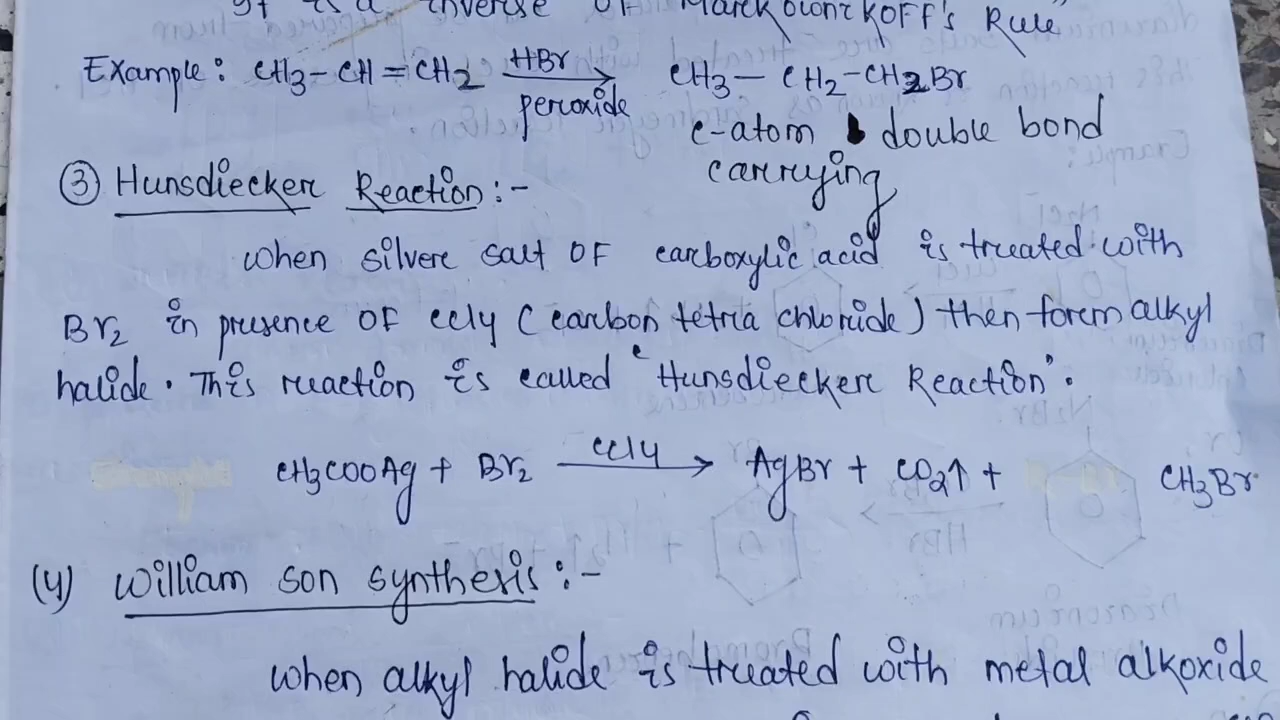 It is a inverse OF Marckownikoff's Rule"
Example: CH3-CH=CH2 HBr peroxide CH3-CH2-CH2Br
C-atom double bond
carrying
③ Hunsdiecker Reaction:-
when silvere salt OF carboxylic acid is treated with
Br2 in presence OF CCl4 (carbon tetra chloride) then form alkyl
halide. This reaction is called "Hunsdiecker Reaction".
CH3COOAg + Br2 CCl4 → AgBr + CO2↑ + CH3Br
(4) William son synthesis:-
when alkyl halide is treated with metal alkoxide